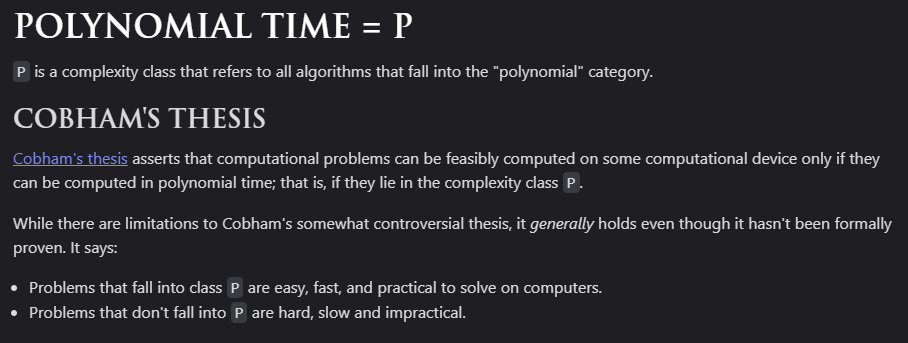 POLYNOMIAL TIME = P
P is a complexity class that refers to all algorithms that fall into the "polynomial" category.
COBHAM'S THESIS
Cobham's thesis asserts that computational problems can be feasibly computed on some computational device only if they
can be computed in polynomial time; that is, if they lie in the complexity class P.
While there are limitations to Cobham's somewhat controversial thesis, it generally holds even though it hasn't been formally
proven. It says:
• Problems that fall into class P are easy, fast, and practical to solve on computers.
• Problems that don't fall into P are hard, slow and impractical.